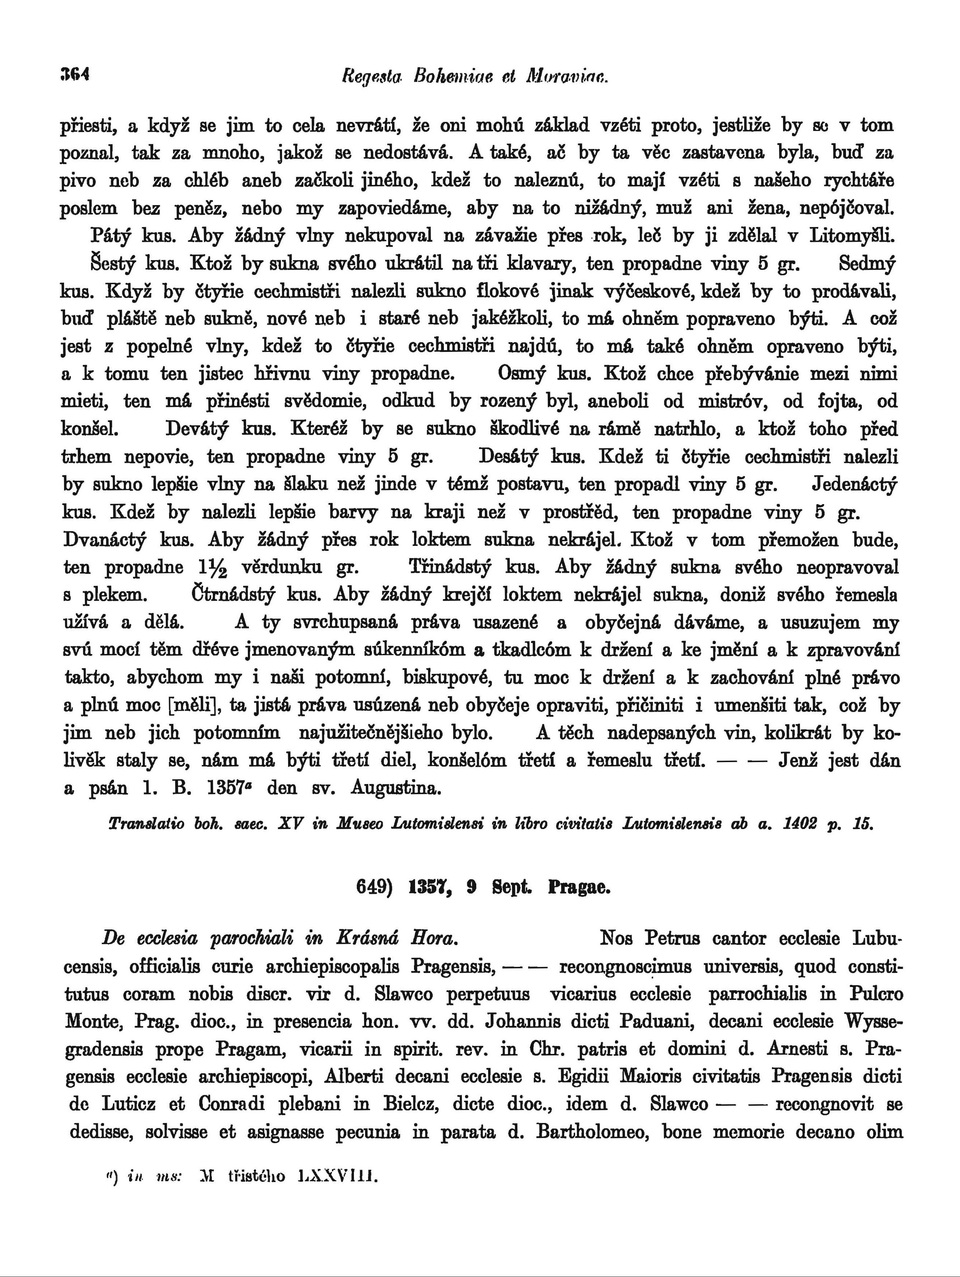 364 Regesta Bohemiae et Moraviae.
přiesti, a když se jim to cela nevrátí, že oni mohú základ vzéti proto, jestliže by se v tom
poznal, tak za mnoho, jakož se nedostává. A také, ač by ta věc zastavena byla, buď za
pivo neb za chléb aneb začkoli jiného, kdež to naleznú, to mají vzéti s našeho rychtáře
poslem bez peněz, nebo my zapoviedáme, aby na to nižádný, muž ani žena, nepójčoval.
Pátý kus. Aby žádný vlny nekupoval na závažie přes rok, leč by ji zdělal v Litomyšli.
Šestý kus. Ktož by sukna svého ukrátil na tři klavary, ten propadne viny 5 gr. Sedmý
kus. Když by čtyřie cechmistři nalezli sukno flokové jinak výčeskové, kdež by to prodávali,
buď pláště neb sukně, nové neb i staré neb jakéžkoli, to má ohněm popraveno býti. A což
jest z popelné vlny, kdež to čtyřie cechmistři najdú, to má také ohněm opraveno býti,
a k tomu ten jistec hřivnu viny propadne. Osmý kus. Ktož chce přebývánie mezi nimi
mieti, ten má přinésti svědomie, odkud by rozený byl, aneboli od mistróv, od fojta, od
konšel. Devátý kus. Kteréž by se sukno škodlivé na rámě natrhlo, a ktož toho před
trhem nepovie, ten propadne viny 5 gr. Desátý kus. Kdež ti čtyřie cechmistři nalezli
by sukno lepšie vlny na šlaku než jinde v témž postavu, ten propadl viny 5 gr. Jedenáctý
kus. Kdež by nalezli lepšie barvy na kraji než v prostřěd, ten propadne viny 5 gr.
Dvanáctý kus. Aby žádný přes rok loktem sukna nekrájel. Ktož v tom přemožen bude,
ten propadne 1½ věrdunku gr. Třinádstý kus. Aby žádný sukna svého neopravoval
s plekem. Čtrnádstý kus. Aby žádný krejčí loktem nekrájel sukna, doniž svého řemesla
užívá a dělá. A ty svrchupsaná práva usazené a obyčejná dáváme, a usuzujem my
svú mocí těm dřéve jmenovaným súkenníkóm a tkadlcóm k držení a ke jmění a k zpravování
takto, abychom my i naši potomní, biskupové, tu moc k držení a k zachování plné právo
a plnú moc [měli], ta jistá práva usúzená neb obyčeje opraviti, přičiniti i umenšiti tak, což by
jim neb jich potomním najužitečnějšieho bylo. A těch nadepsaných vin, kolikrát by ko-
livěk staly se, nám má býti třetí diel, konšelóm třetí a řemeslu třetí. — — Jenž jest dán
a psán l. B. 1357ᵃ den sv. Augustina.
Translatio boh. saec. XV in Museo Lutomislensi in libro civitatis Lutomislensis ab a. 1402 p. 15.
649) 1357, 9 Sept. Pragae.
De ecclesia parochiali in Krásná Hora. Nos Petrus cantor ecclesie Lubu-
censis, officialis curie archiepiscopalis Pragensis, — — recongnoscimus universis, quod consti-
tutus coram nobis discr. vir d. Slawco perpetuus vicarius ecclesie parrochialis in Pulcro
Monte, Prag. dioc., in presencia hon. vv. dd. Johannis dicti Paduani, decani ecclesie Wysse-
gradensis prope Pragam, vicarii in spirit. rev. in Chr. patris et domini d. Arnesti s. Pra-
gensis ecclesie archiepiscopi, Alberti decani ecclesie s. Egidii Maioris civitatis Pragensis dicti
de Luticz et Conradi plebani in Bielcz, dicte dioc., idem d. Slawco — — recongnovit se
dedisse, solvisse et asignasse pecunia in parata d. Bartholomeo, bone memorie decano olim
ᵃ) in ms: M třistého LXXVIII.